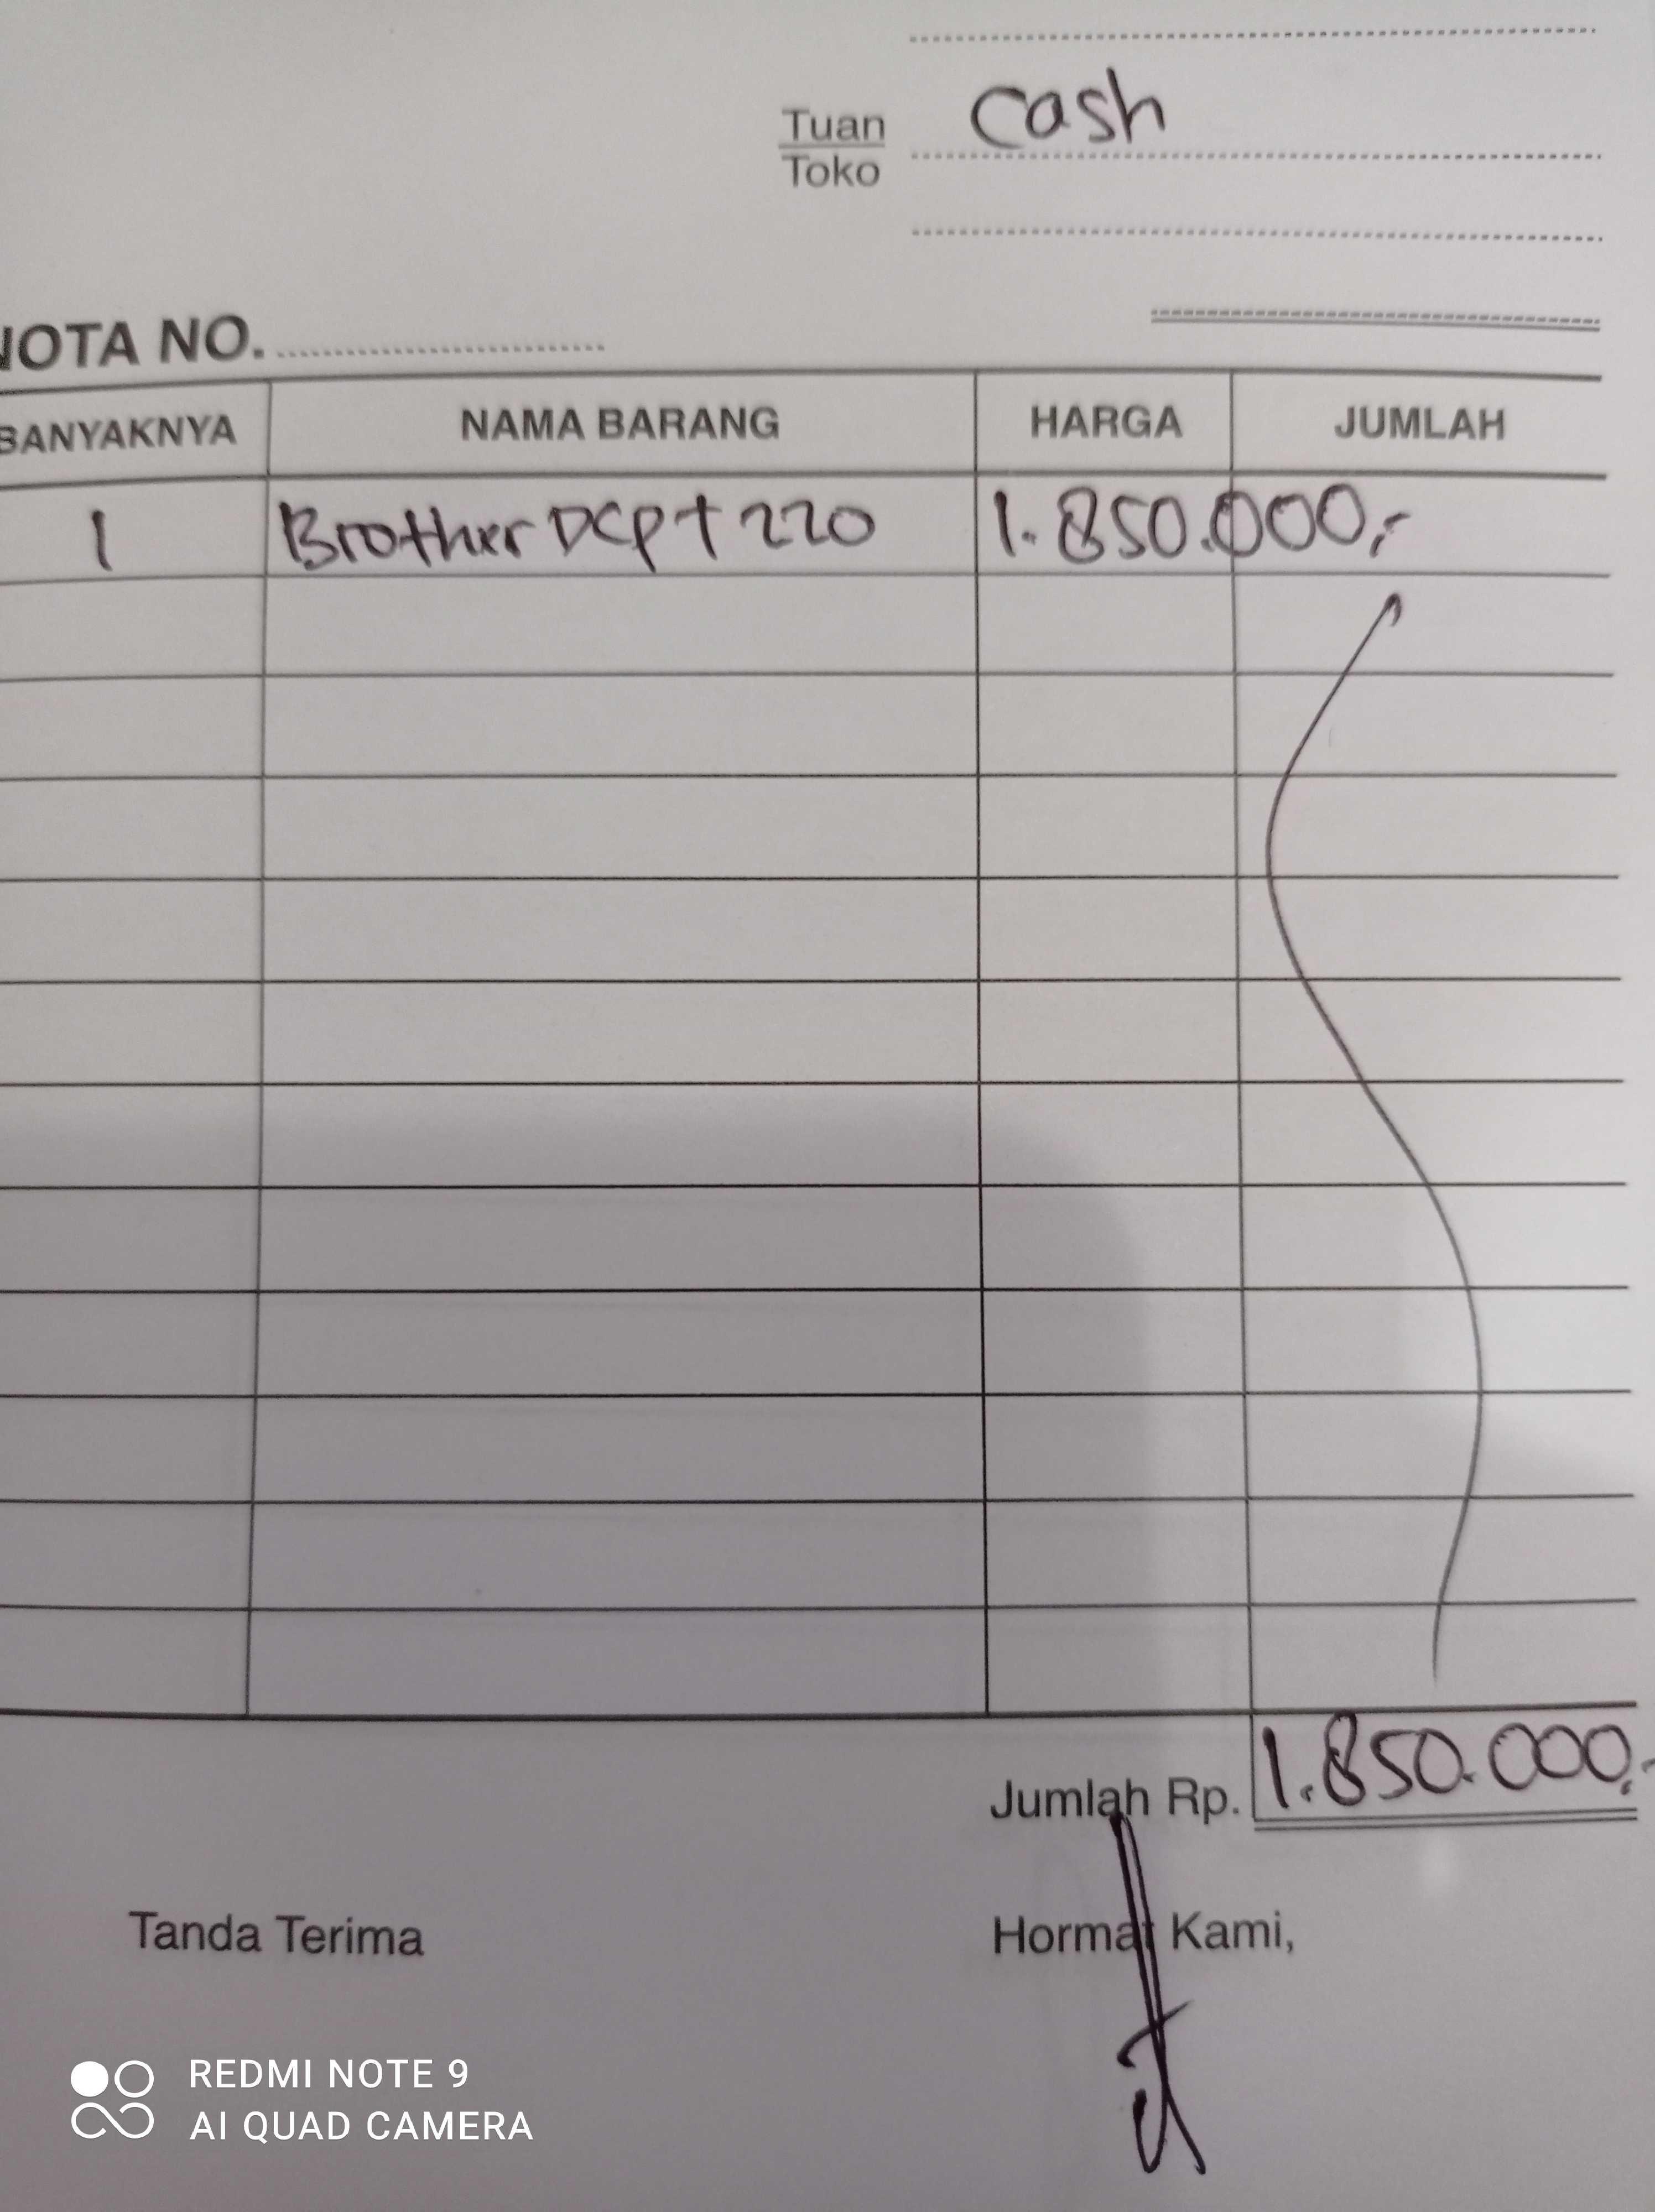 Cash
Tuan
Toko
NOTA NO.
BANYAKNYA NAMA BARANG HARGA JUMLAH
1 Brother DCP T 220 1.850.000,-
Jumlah Rp. 1.850.000,-
Tanda Terima Hormat Kami,
REDMI NOTE 9
AI QUAD CAMERA